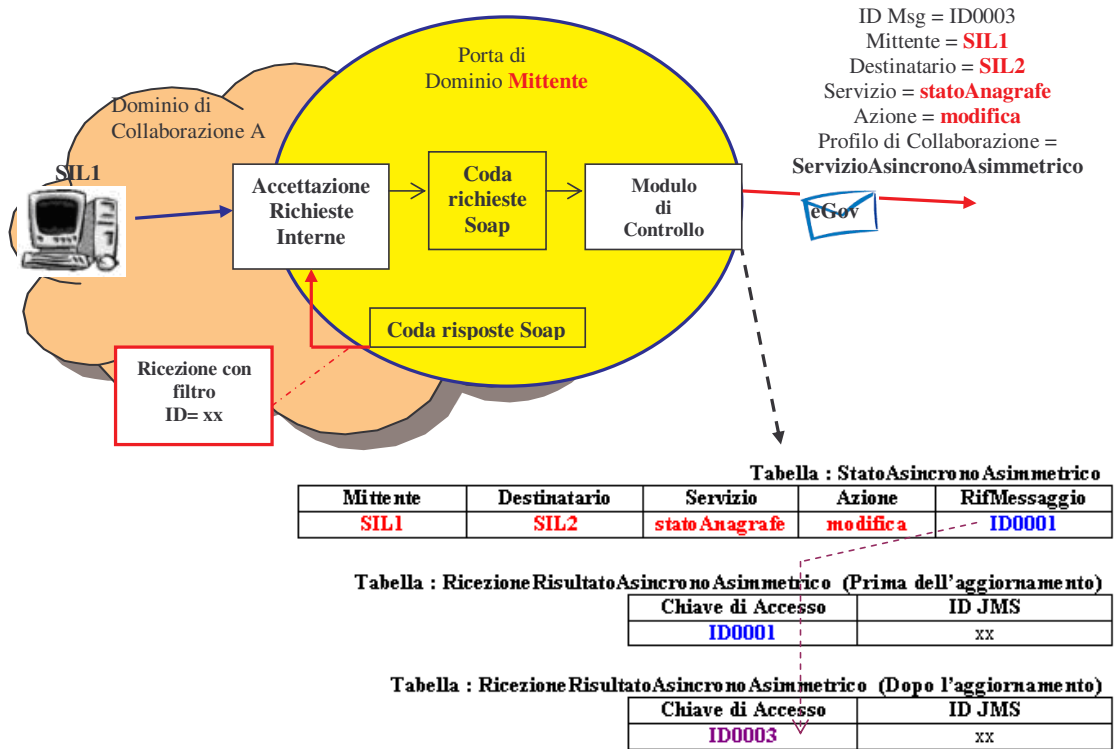 ID Msg = ID0003
Mittente = SIL1
Destinatario = SIL2
Servizio = statoAnagrafe
Azione = modifica
Profilo di Collaborazione =
ServizioAsincronoAsimmetrico
Porta di
Dominio Mittente
Dominio di
Collaborazione A
SIL1
Accettazione
Richieste
Interne
Coda
richieste
Soap
Modulo
di
Controllo
eGov
Coda risposte Soap
Ricezione con
filtro
ID= xx
Tabella : StatoAsincronoAsimmetrico
Mittente Destinatario Servizio Azione RifMessaggio
SIL1 SIL2 statoAnagrafe modifica ID0001
Tabella : RicezioneRisultatoAsincronoAsimmetrico (Prima dell'aggiornamento)
Chiave di Accesso ID JMS
ID0001 xx
Tabella : RicezioneRisultatoAsincronoAsimmetrico (Dopo l'aggiornamento)
Chiave di Accesso ID JMS
ID0003 xx